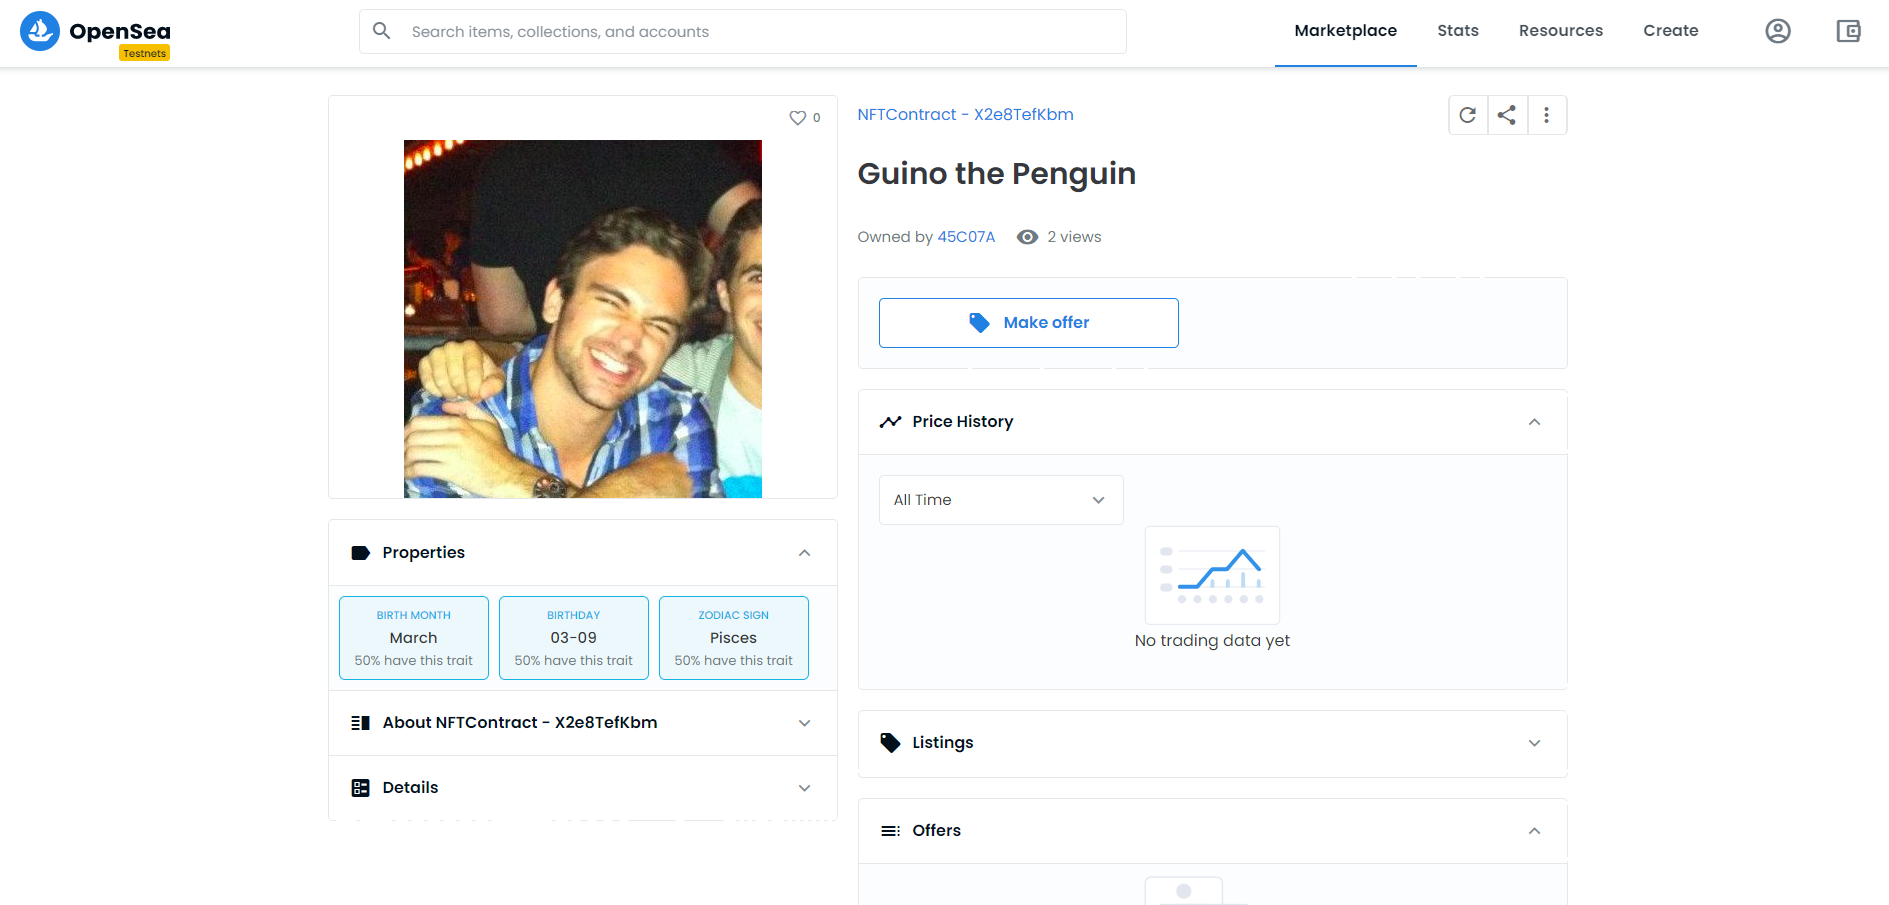 OpenSea
Testnets
Search items, collections, and accounts
Marketplace
Stats
Resources
Create
0
NFTContract - X2e8TefKbm
Guino the Penguin
Owned by 45C07A
2 views
Make offer
Price History
All Time
No trading data yet
Properties
BIRTH MONTH
March
50% have this trait
BIRTHDAY
03-09
50% have this trait
ZODIAC SIGN
Pisces
50% have this trait
About NFTContract - X2e8TefKbm
Details
Listings
Offers